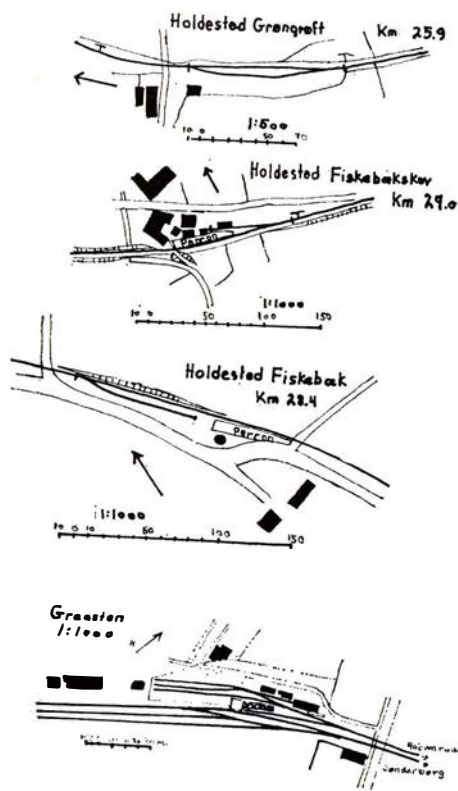 Holdested Grøngrøft
Km 25.9
1:500
10 0 50 70
Holdested Fiskebækskov
Km 29.0
Perron
1:1000
10 0 50 100 150
Holdested Fiskebæk
Km 28.4
Perron
1:1000
20 0 10 50 100 150
Graasten
1:1000
N
Sønderborg